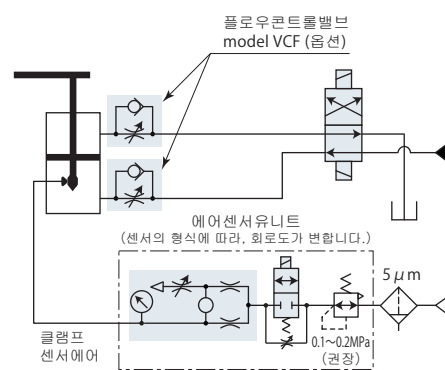 플로우콘트롤밸브
model VCF (옵션)
에어센서유니트
(센서의 형식에 따라, 회로도가 변합니다.)
5μm
0.1~0.2MPa
(권장)
클램프
센서에어